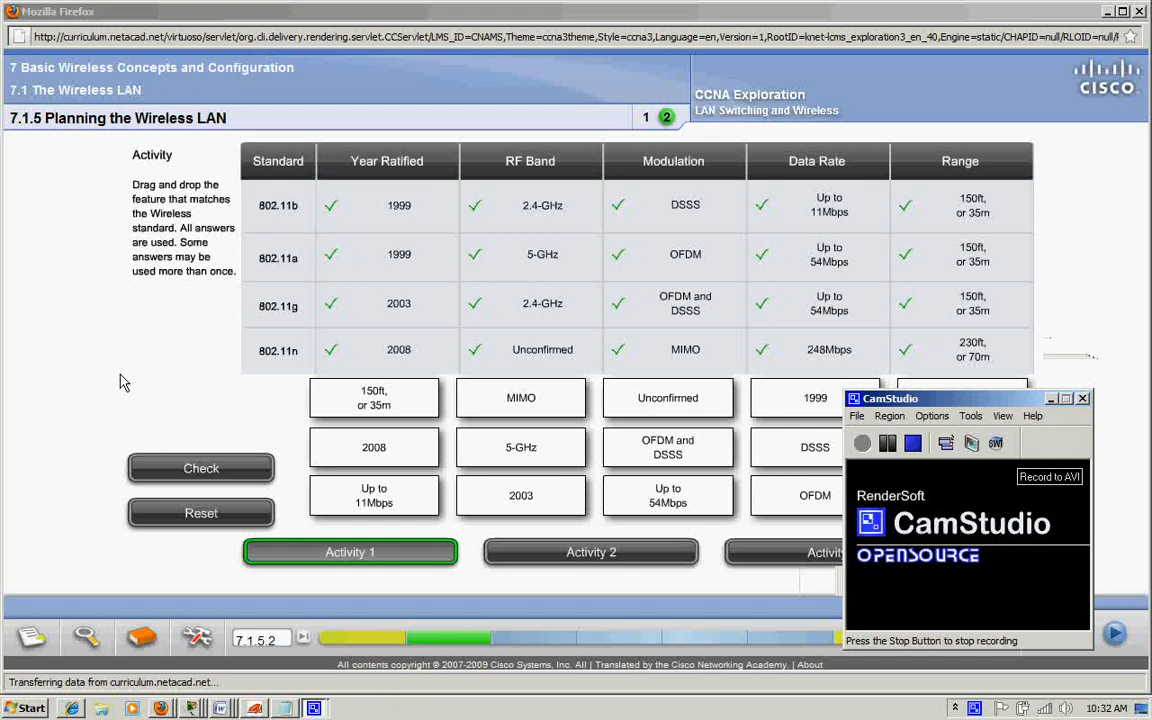 Mozilla Firefox
http://curriculum.netacad.net/virtuoso/servlet/org.cli.delivery.rendering.servlet.CCServlet/LMS_ID=CNAMS,Theme=ccna3theme,Style=ccna3,Language=en,Version=1,RootID=knet-lcms_exploration3_en_40,Engine=static/CHAPID=null/RLOID=null/
7 Basic Wireless Concepts and Configuration
7.1 The Wireless LAN
CCNA Exploration
LAN Switching and Wireless
CISCO
7.1.5 Planning the Wireless LAN
1 2
Activity
Drag and drop the
feature that matches
the Wireless
standard. All answers
are used. Some
answers may be
used more than once.
Standard Year Ratified RF Band Modulation Data Rate Range
802.11b 1999 2.4-GHz DSSS Up to 11Mbps 150ft, or 35m
802.11a 1999 5-GHz OFDM Up to 54Mbps 150ft, or 35m
802.11g 2003 2.4-GHz OFDM and DSSS Up to 54Mbps 150ft, or 35m
802.11n 2008 Unconfirmed MIMO 248Mbps 230ft, or 70m
150ft, or 35m MIMO Unconfirmed 1999
2008 5-GHz OFDM and DSSS DSSS
Up to 11Mbps 2003 Up to 54Mbps OFDM
Check
Reset
Activity 1 Activity 2 Activi
CamStudio
File Region Options Tools View Help
Record to AVI
RenderSoft
CamStudio
OPENSOURCE
Press the Stop Button to stop recording
7.1.5.2
All contents copyright © 2007-2009 Cisco Systems, Inc. All | Translated by the Cisco Networking Academy. | About
Transferring data from curriculum.netacad.net...
Start
10:32 AM